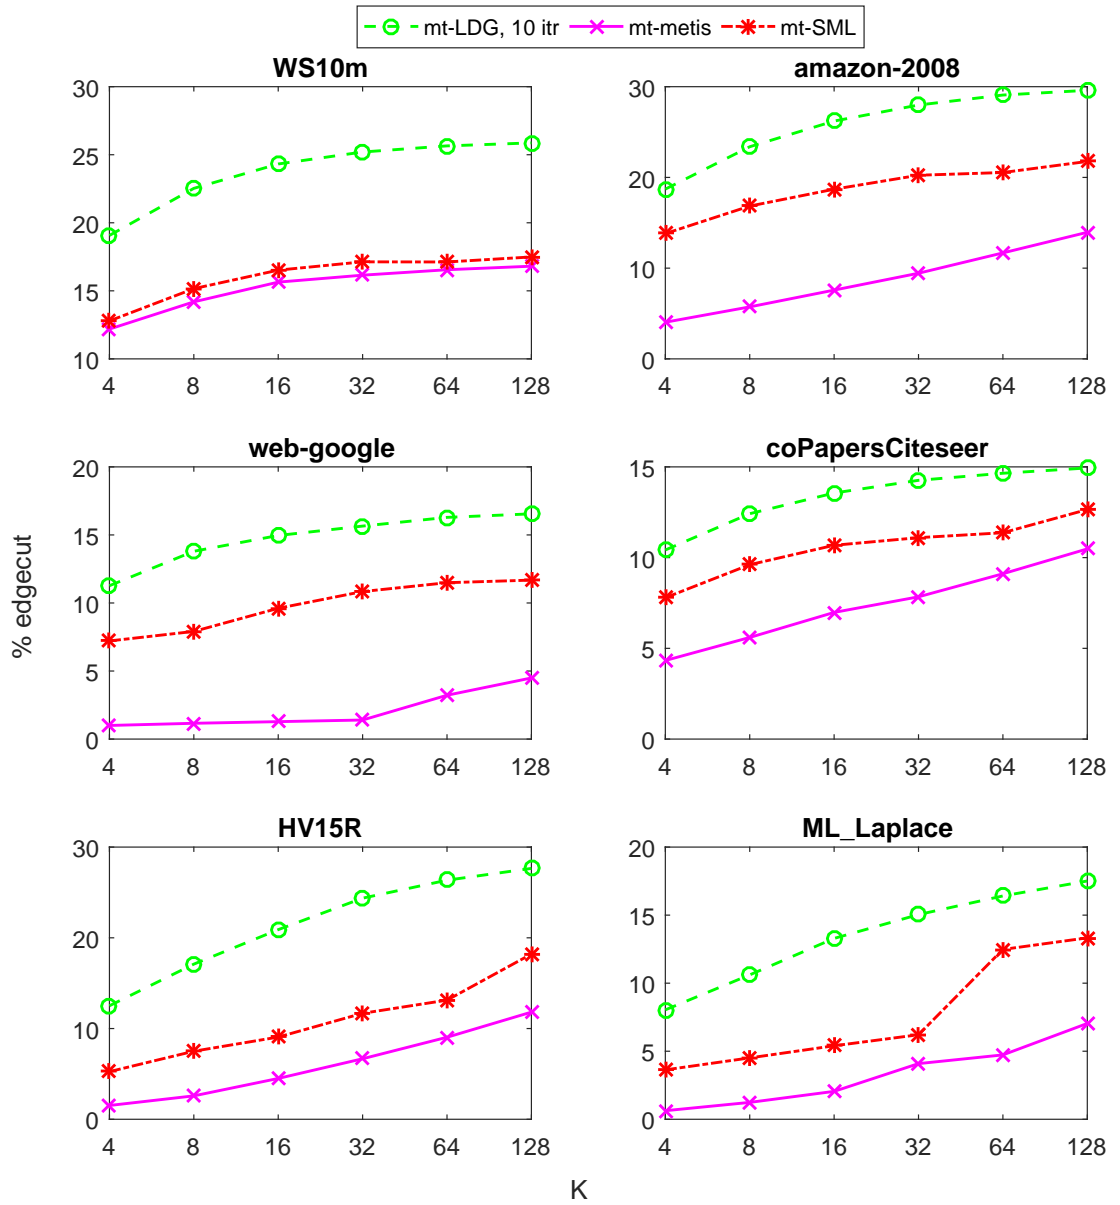 mt-LDG, 10 itr mt-metis mt-SML
WS10m
30
25
20
15
10
4 8 16 32 64 128
amazon-2008
30
20
10
0
4 8 16 32 64 128
web-google
20
15
10
5
0
4 8 16 32 64 128
coPapersCiteseer
15
10
5
0
4 8 16 32 64 128
% edgecut
HV15R
30
20
10
0
4 8 16 32 64 128
ML_Laplace
20
15
10
5
0
4 8 16 32 64 128
K